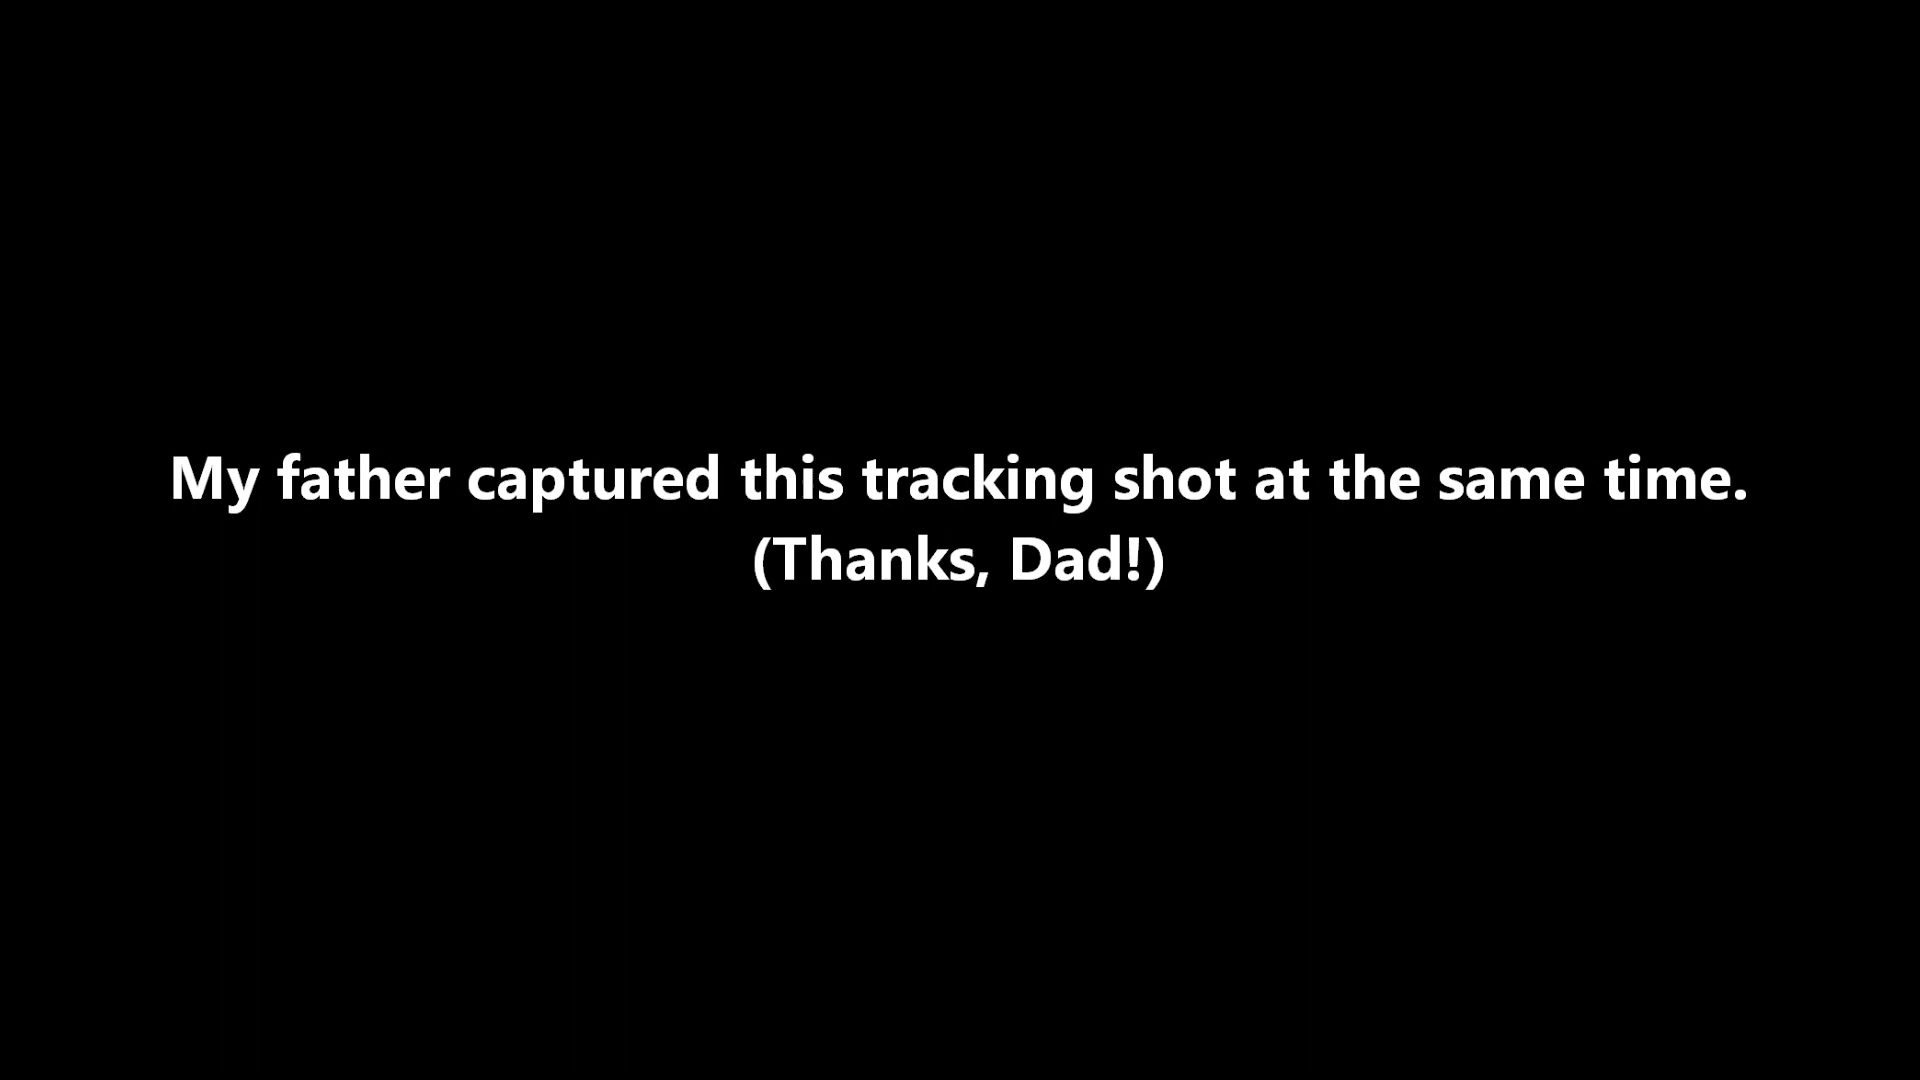 My father captured this tracking shot at the same time.
(Thanks, Dad!)